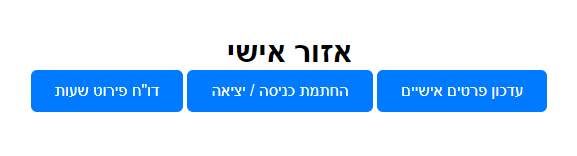 אזור אישי
עדכון פרטים אישיים
החתמת כניסה / יציאה
דו"ח פירוט שעות